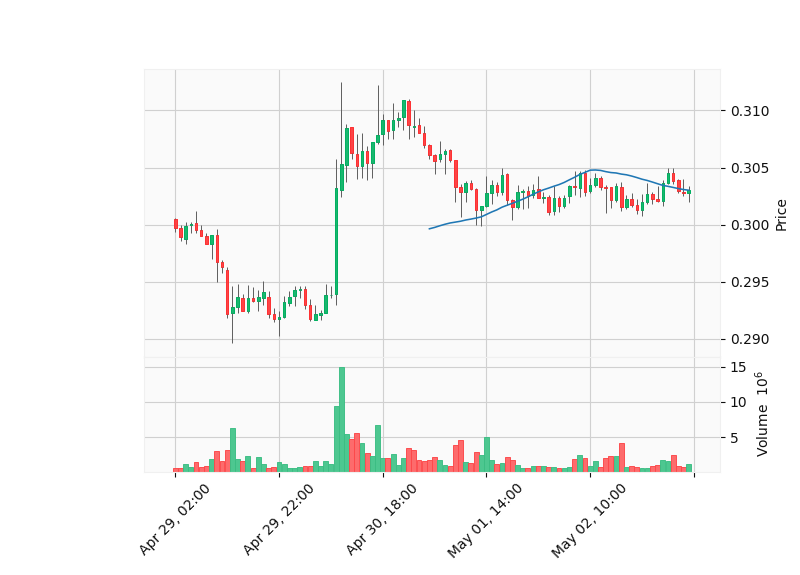 0.310
0.305
0.300
0.295
0.290
Price
15
10
5
Volume 10^6
Apr 29, 02:00
Apr 29, 22:00
Apr 30, 18:00
May 01, 14:00
May 02, 10:00